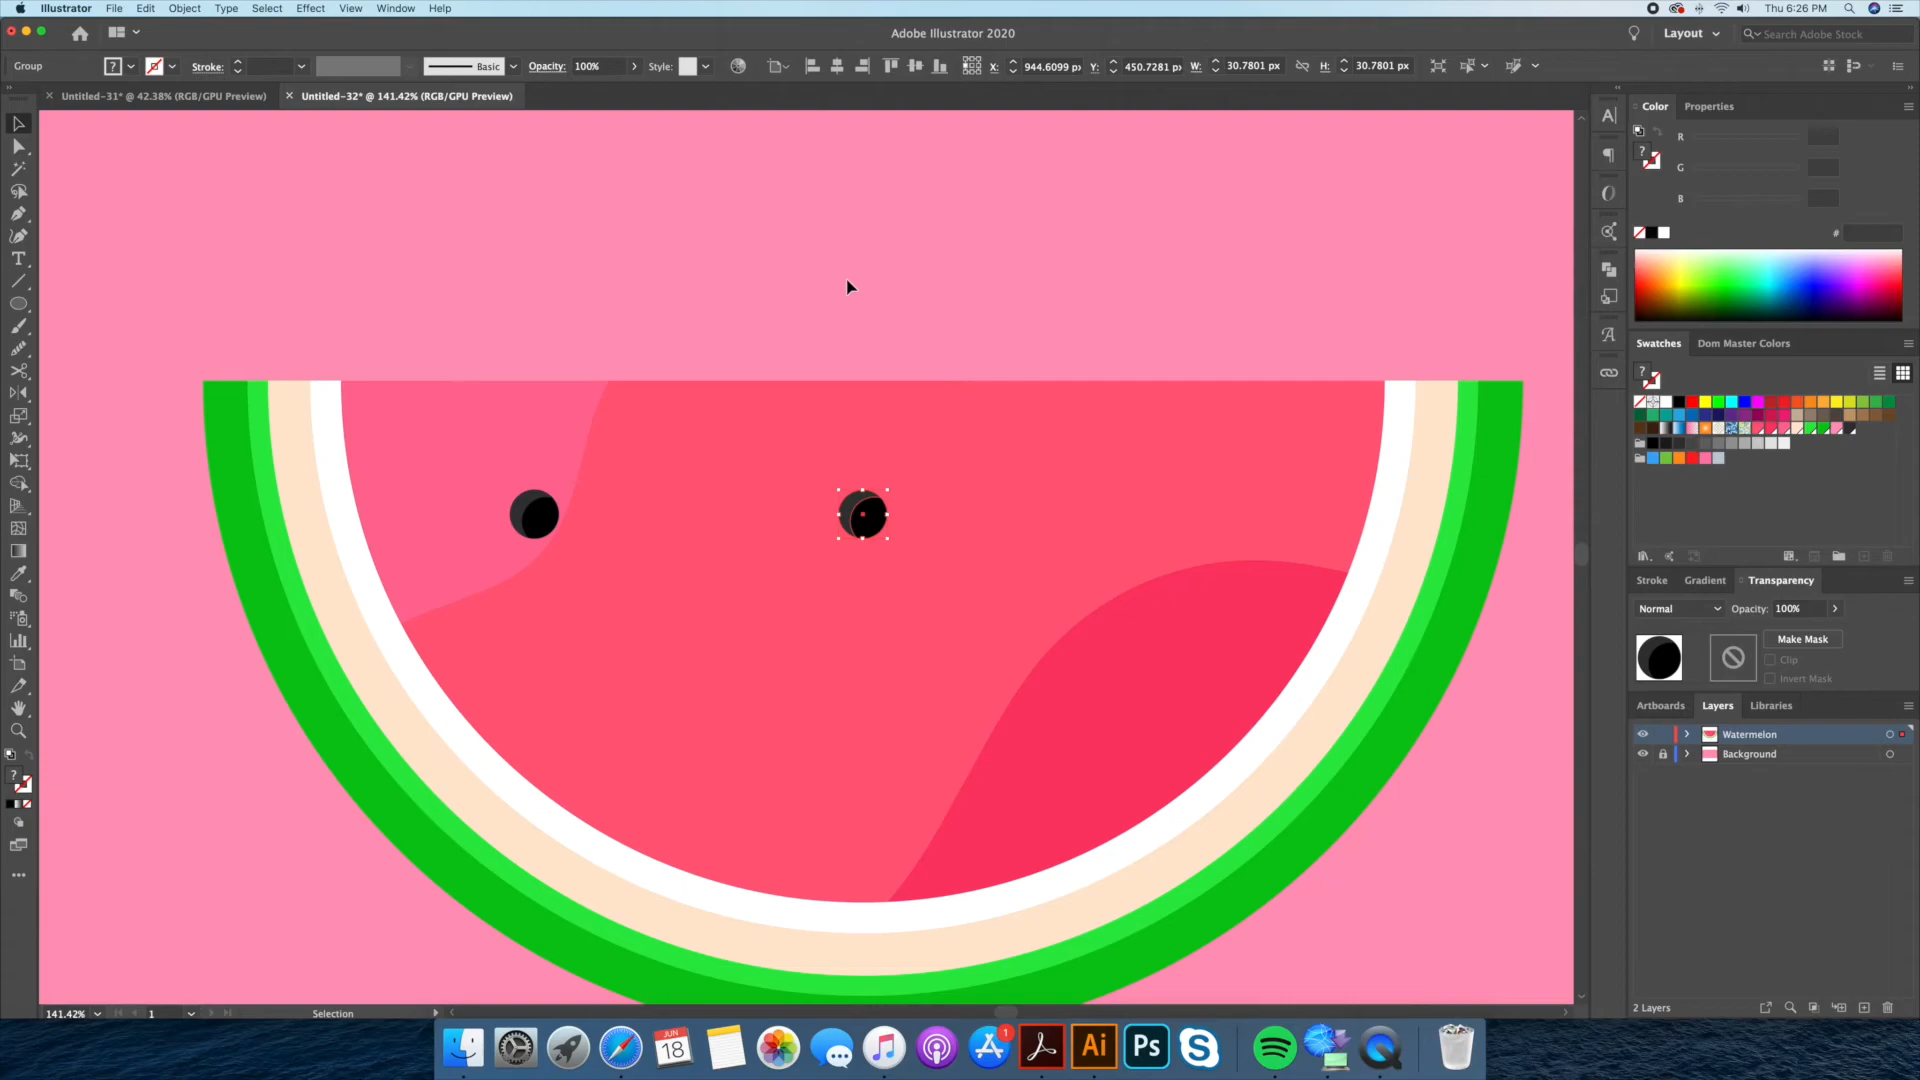 Illustrator File Edit Object Type Select Effect View Window Help Thu 6:26 PM
Adobe Illustrator 2020 Layout Search Adobe Stock
Group ? Stroke: Basic Opacity: 100% Style: X: 944.6099 px Y: 450.7281 px W: 30.7801 px H: 30.7801 px
Untitled-31* @ 42.38% (RGB/GPU Preview) Untitled-32* @ 141.42% (RGB/GPU Preview)
Color Properties
R
G
B
#
Swatches Dom Master Colors
Stroke Gradient Transparency
Normal Opacity: 100%
Make Mask
Clip
Invert Mask
Artboards Layers Libraries
Watermelon
Background
2 Layers
141.42% 1 Selection
JUN
18
1
Ai
Ps